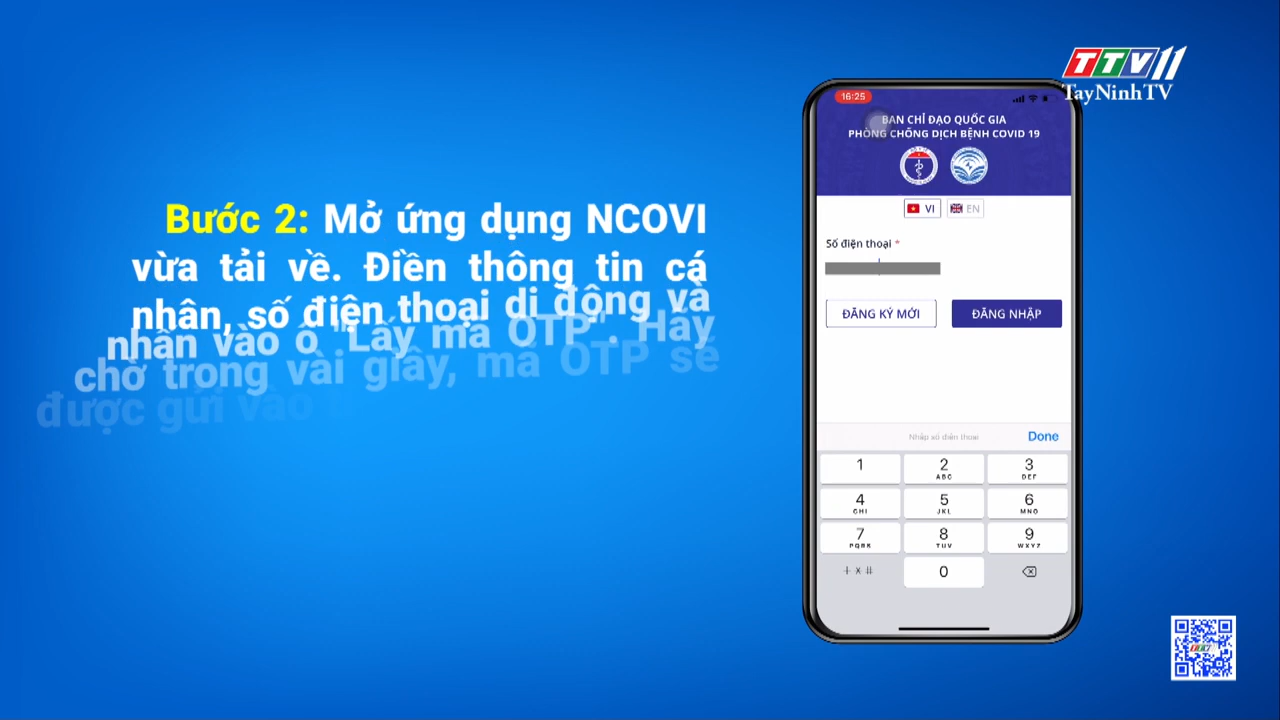 TTV11
TayNinhTV
Bước 2: Mở ứng dụng NCOVI
vừa tải về. Điền thông tin cá
nhân, số điện thoại di động và
nhấn vào ô "Lấy mã OTP". Hãy
chờ trong vài giây, mã OTP sẽ
được gửi vào
16:25
BAN CHỈ ĐẠO QUỐC GIA
PHÒNG CHỐNG DỊCH BỆNH COVID 19
VI EN
Số điện thoại *
ĐĂNG KÝ MỚI ĐĂNG NHẬP
Nhập số điện thoại Done
1 2 3
ABC DEF
4 5 6
GHI JKL MNO
7 8 9
PQRS TUV WXYZ
+ * # 0
TTV11